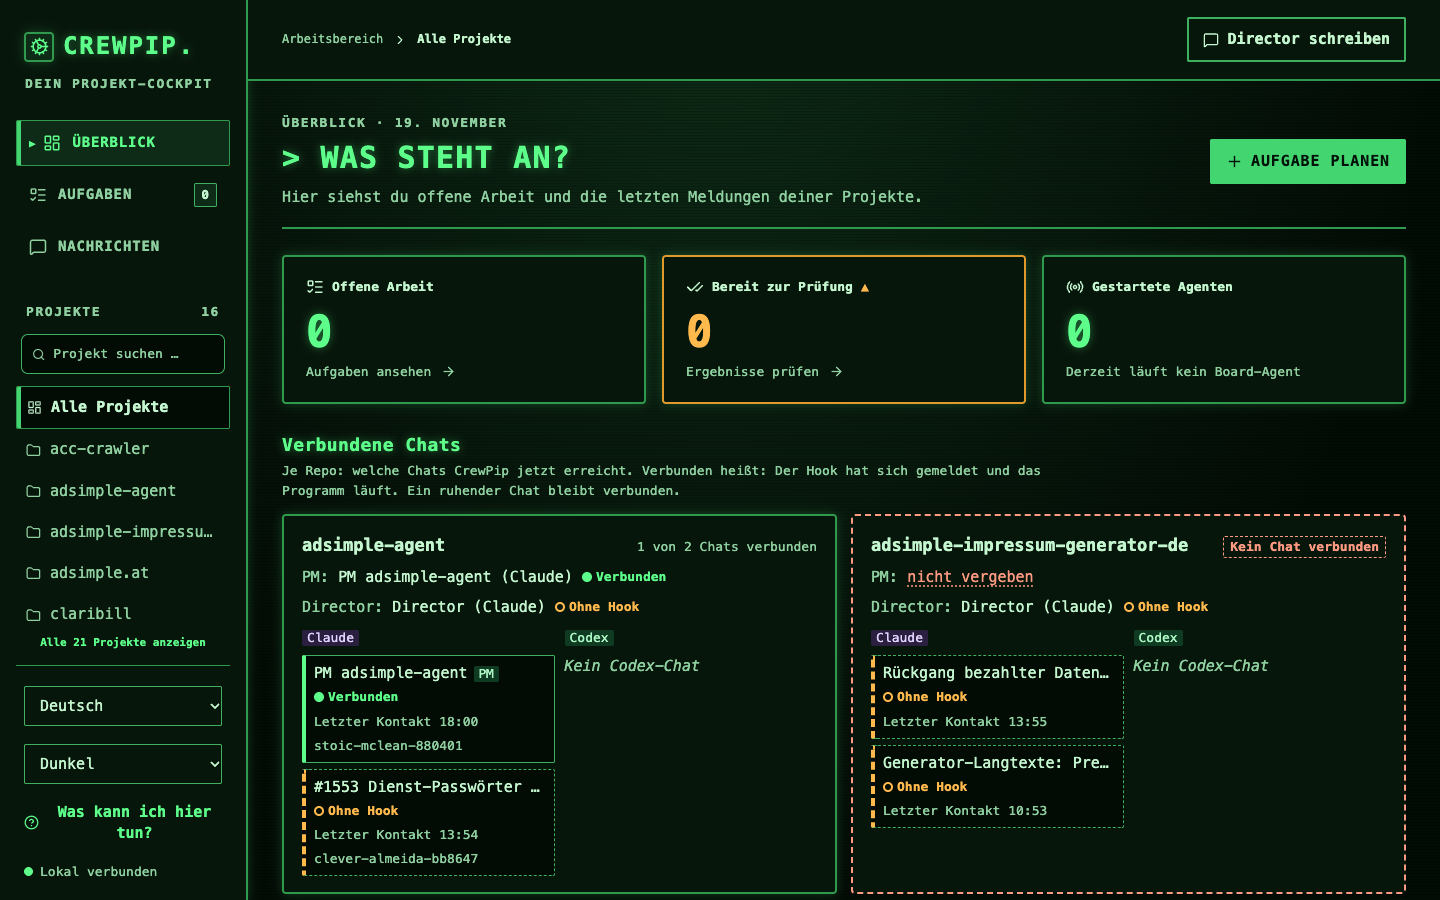 CREWPIP.
DEIN PROJEKT-COCKPIT
ÜBERBLICK
AUFGABEN 0
NACHRICHTEN
PROJEKTE 16
Projekt suchen …
Alle Projekte
acc-crawler
adsimple-agent
adsimple-impressu…
adsimple.at
claribill
Alle 21 Projekte anzeigen
Deutsch
Dunkel
Was kann ich hier
tun?
Lokal verbunden
Arbeitsbereich > Alle Projekte
Director schreiben
ÜBERBLICK · 19. NOVEMBER
> WAS STEHT AN?
Hier siehst du offene Arbeit und die letzten Meldungen deiner Projekte.
+ AUFGABE PLANEN
Offene Arbeit
0
Aufgaben ansehen →
Bereit zur Prüfung ▲
0
Ergebnisse prüfen →
Gestartete Agenten
0
Derzeit läuft kein Board-Agent
Verbundene Chats
Je Repo: welche Chats CrewPip jetzt erreicht. Verbunden heißt: Der Hook hat sich gemeldet und das
Programm läuft. Ein ruhender Chat bleibt verbunden.
adsimple-agent 1 von 2 Chats verbunden
PM: PM adsimple-agent (Claude) Verbunden
Director: Director (Claude) Ohne Hook
Claude Codex
PM adsimple-agent PM
Verbunden
Letzter Kontakt 18:00
stoic-mclean-880401
Kein Codex-Chat
#1553 Dienst-Passwörter …
Ohne Hook
Letzter Kontakt 13:54
clever-almeida-bb8647
adsimple-impressum-generator-de Kein Chat verbunden
PM: nicht vergeben
Director: Director (Claude) Ohne Hook
Claude Codex
Rückgang bezahlter Daten…
Ohne Hook
Letzter Kontakt 13:55
Kein Codex-Chat
Generator-Langtexte: Pre…
Ohne Hook
Letzter Kontakt 10:53